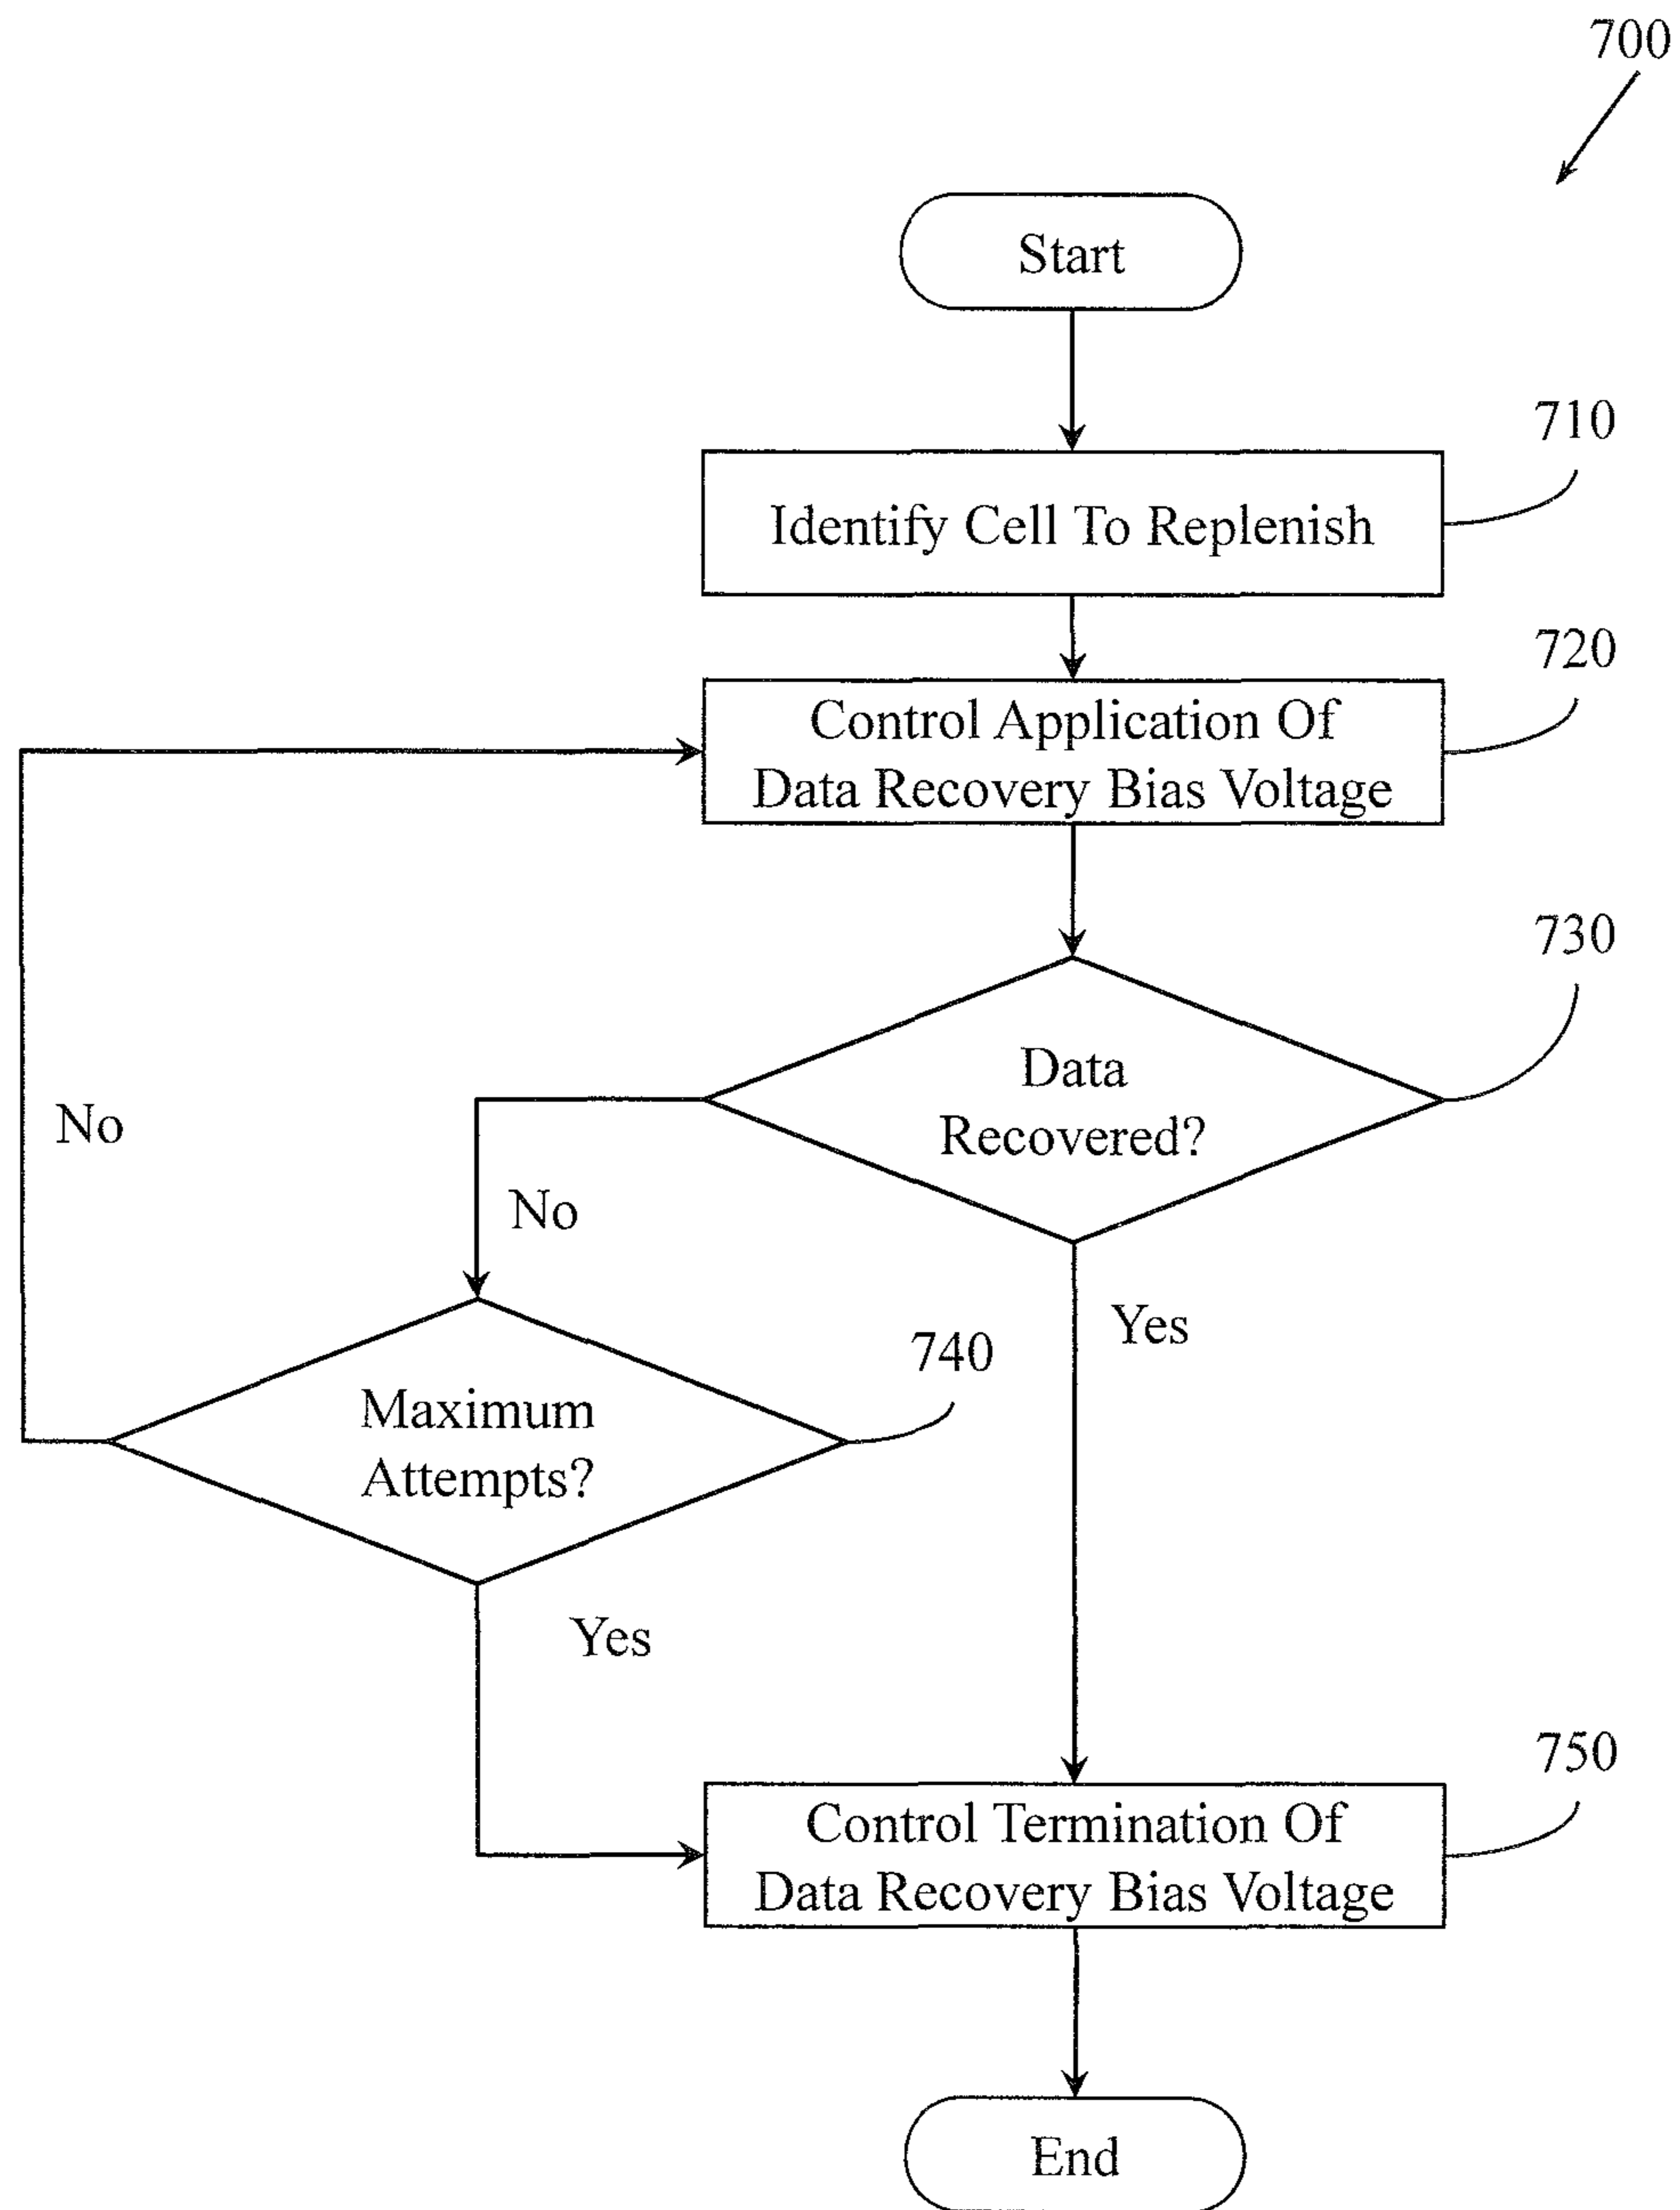 700
Start
710
Identify Cell To Replenish
720
Control Application Of
Data Recovery Bias Voltage
730
Data
Recovered?
No
No
Yes
740
Maximum
Attempts?
Yes
750
Control Termination Of
Data Recovery Bias Voltage
End